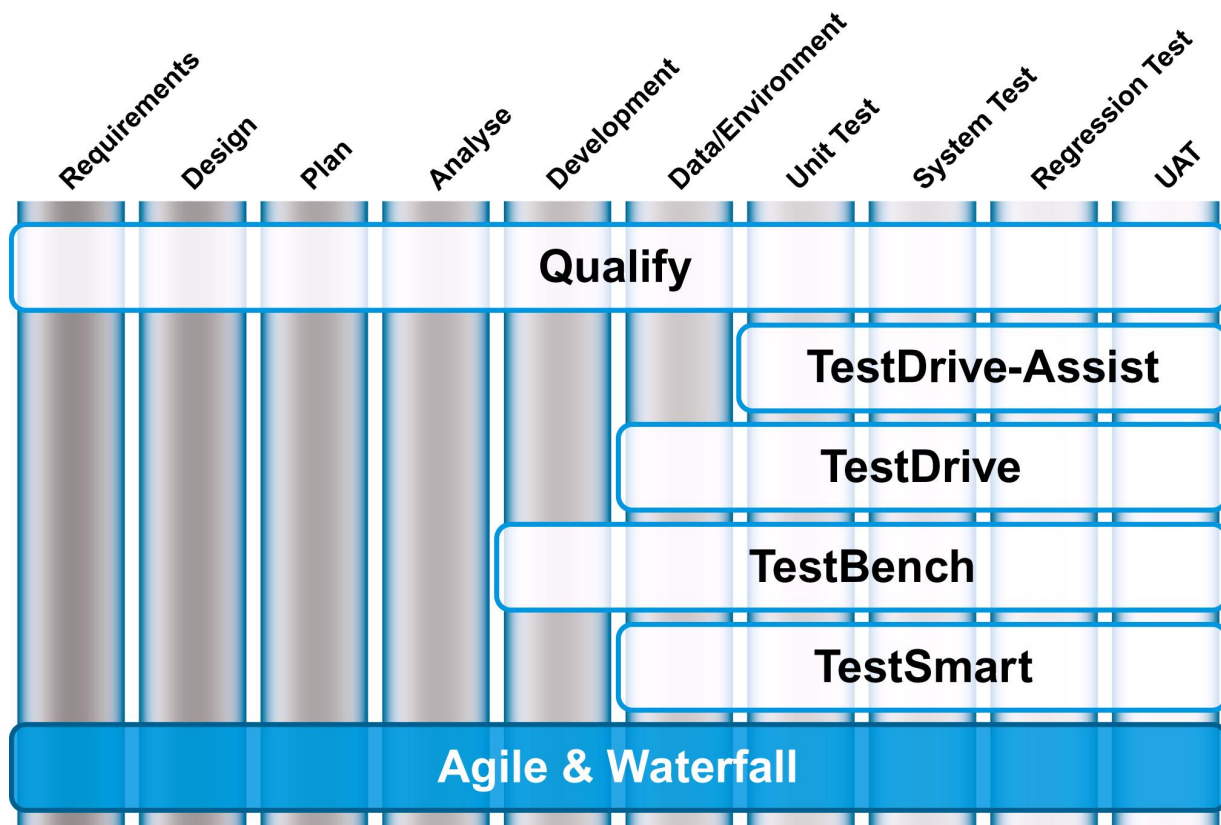 Requirements
Design
Plan
Analyse
Development
Data/Environment
Unit Test
System Test
Regression Test
UAT
Qualify
TestDrive-Assist
TestDrive
TestBench
TestSmart
Agile & Waterfall